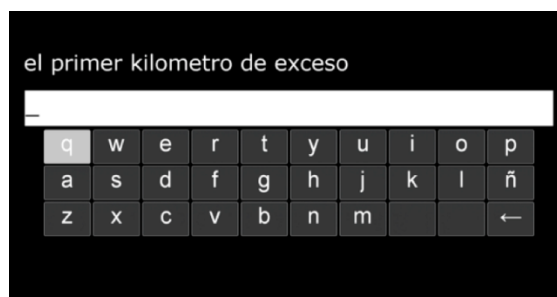 el primer kilometro de exceso
_
q w e r t y u i o p
a s d f g h j k l ñ
z x c v b n m ←